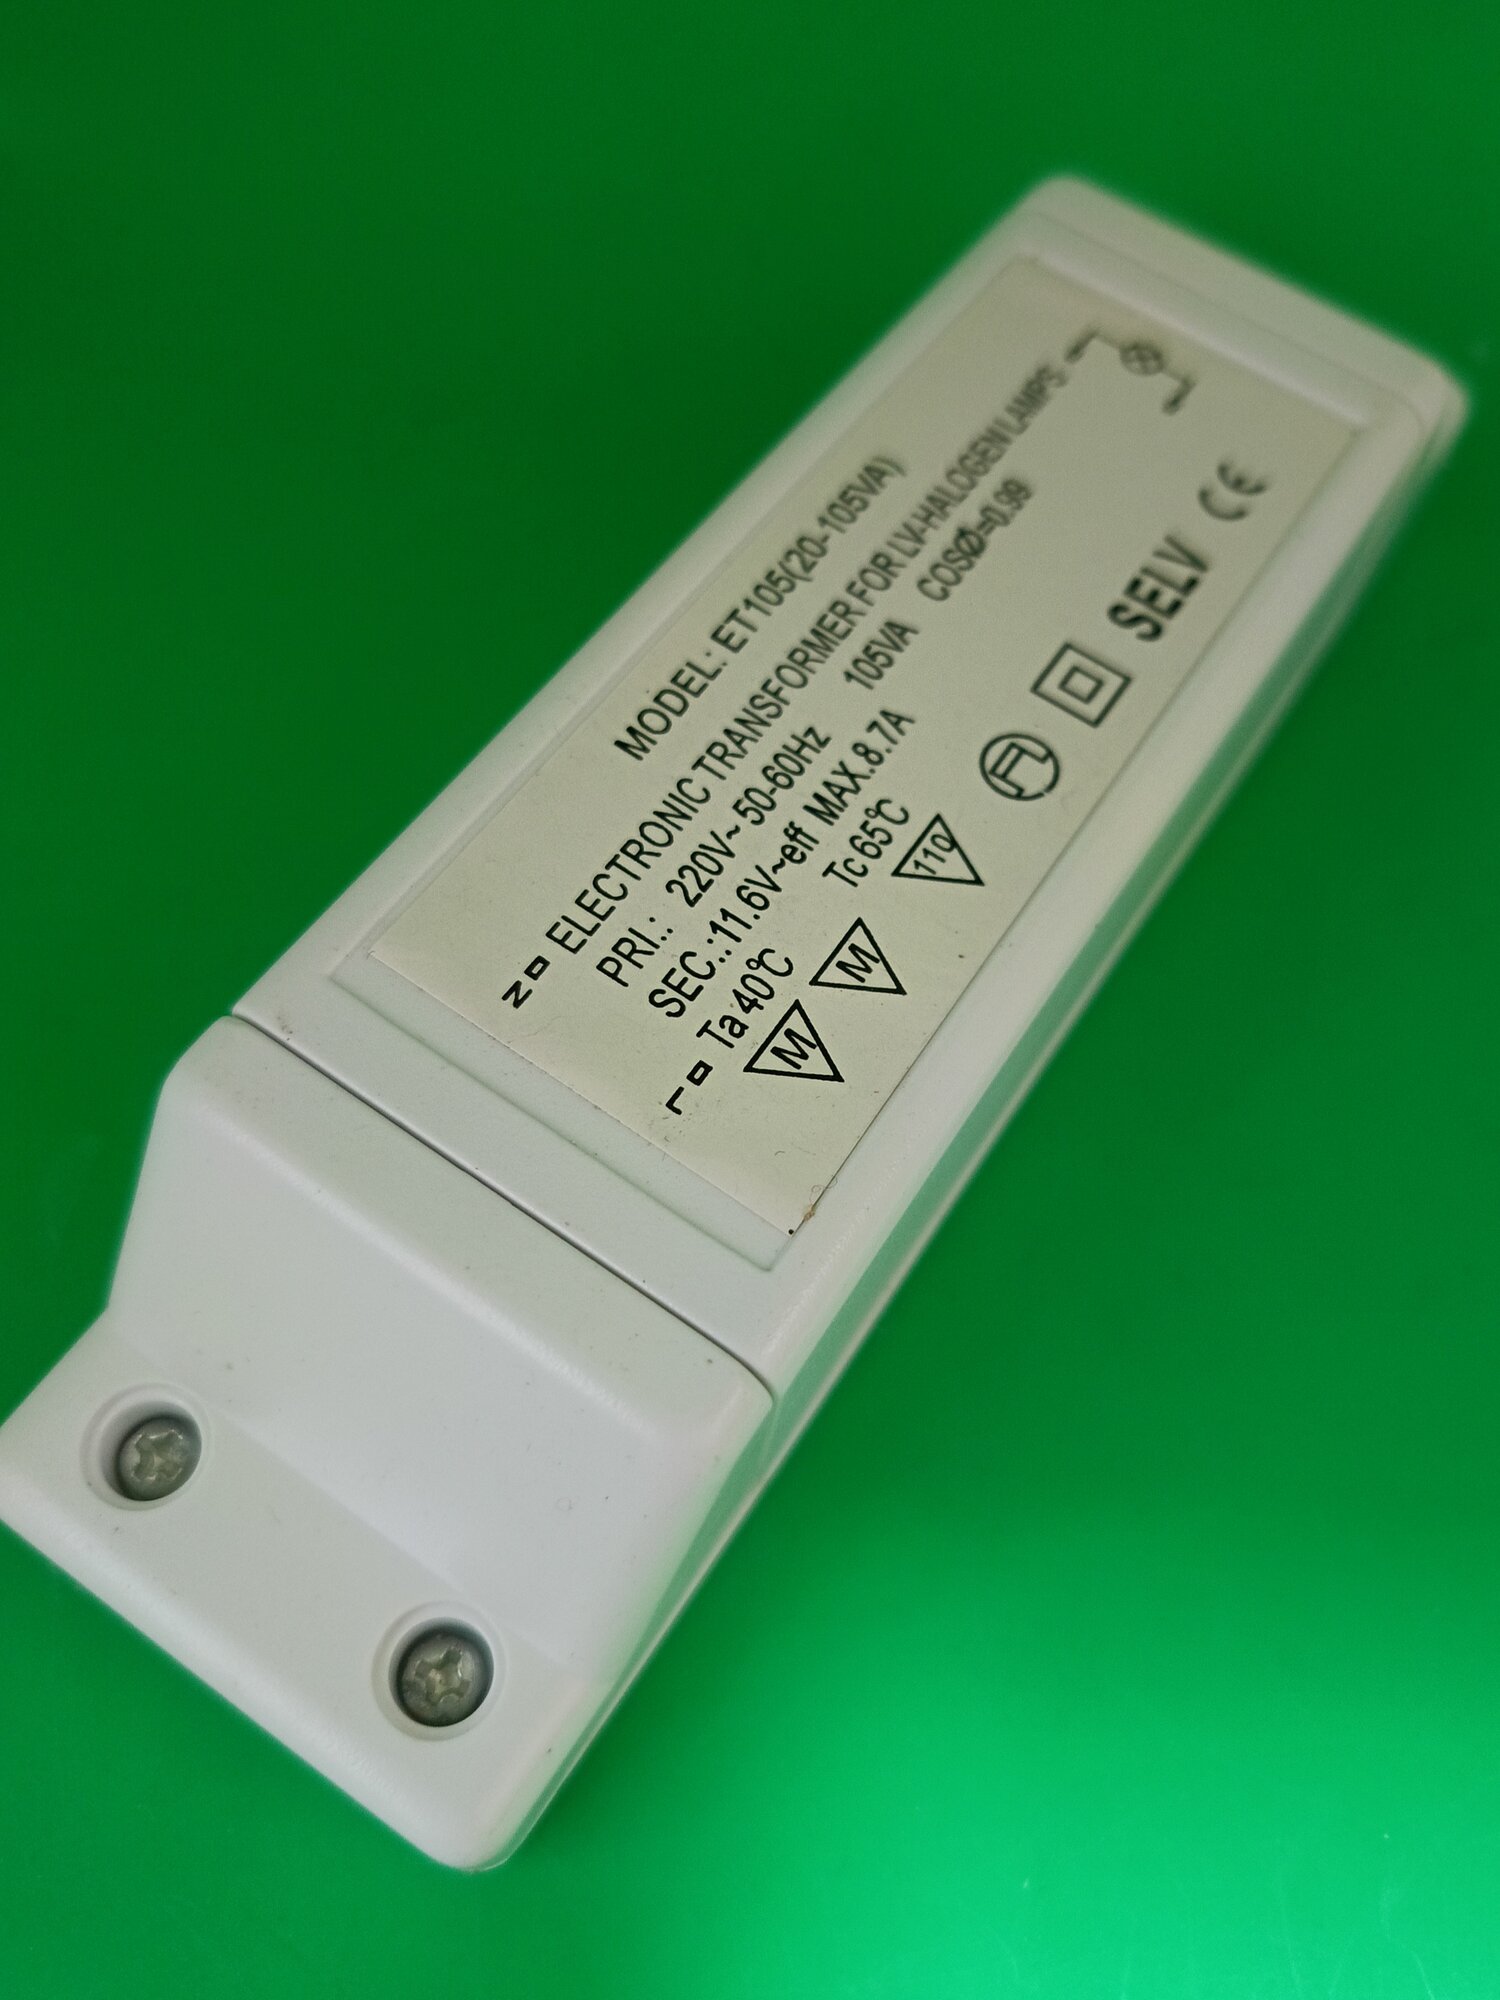 MODEL: ET105(20-105VA)
N ELECTRONIC TRANSFORMER FOR LV-HALOGEN LAMPS
PRI.: 220V~ 50-60Hz 105VA COSØ=0.99
SEC.:11.6V~eff MAX.8.7A
L Ta 40℃ Tc 65℃
M M 110 SELV CE